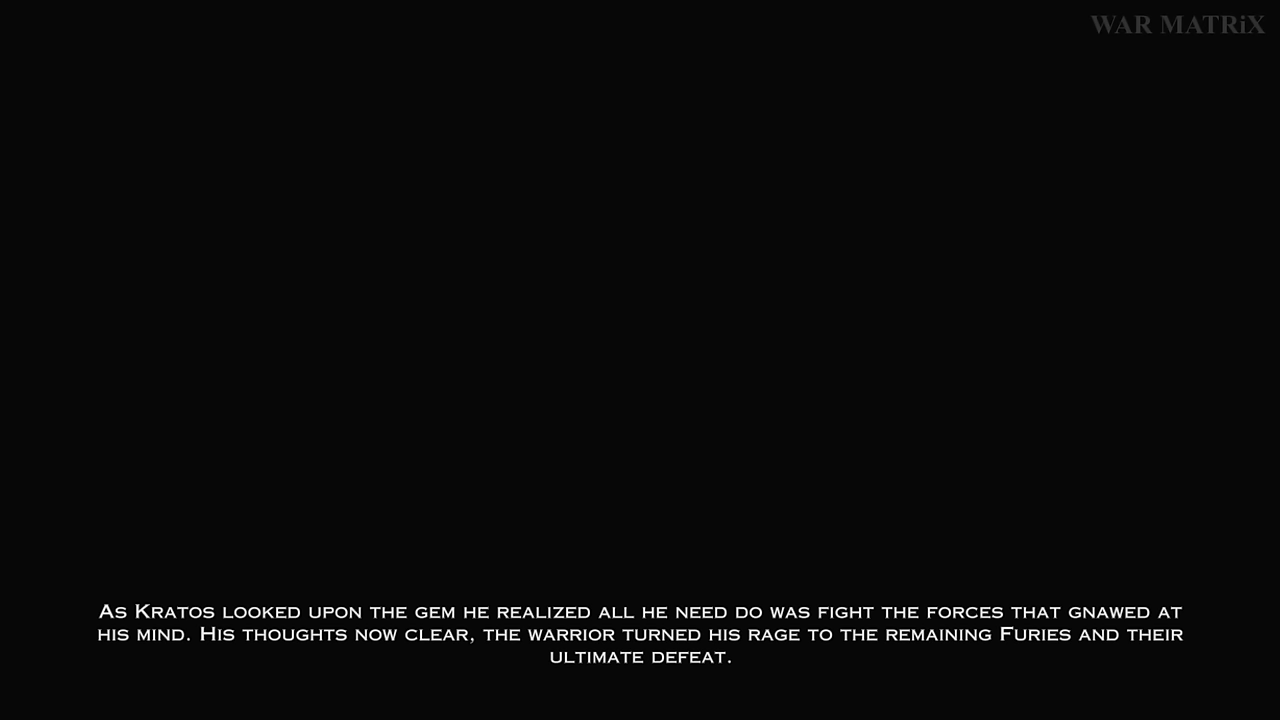 WAR MATRiX
As Kratos looked upon the gem he realized all he need do was fight the forces that gnawed at
his mind. His thoughts now clear, the warrior turned his rage to the remaining Furies and their
ultimate defeat.